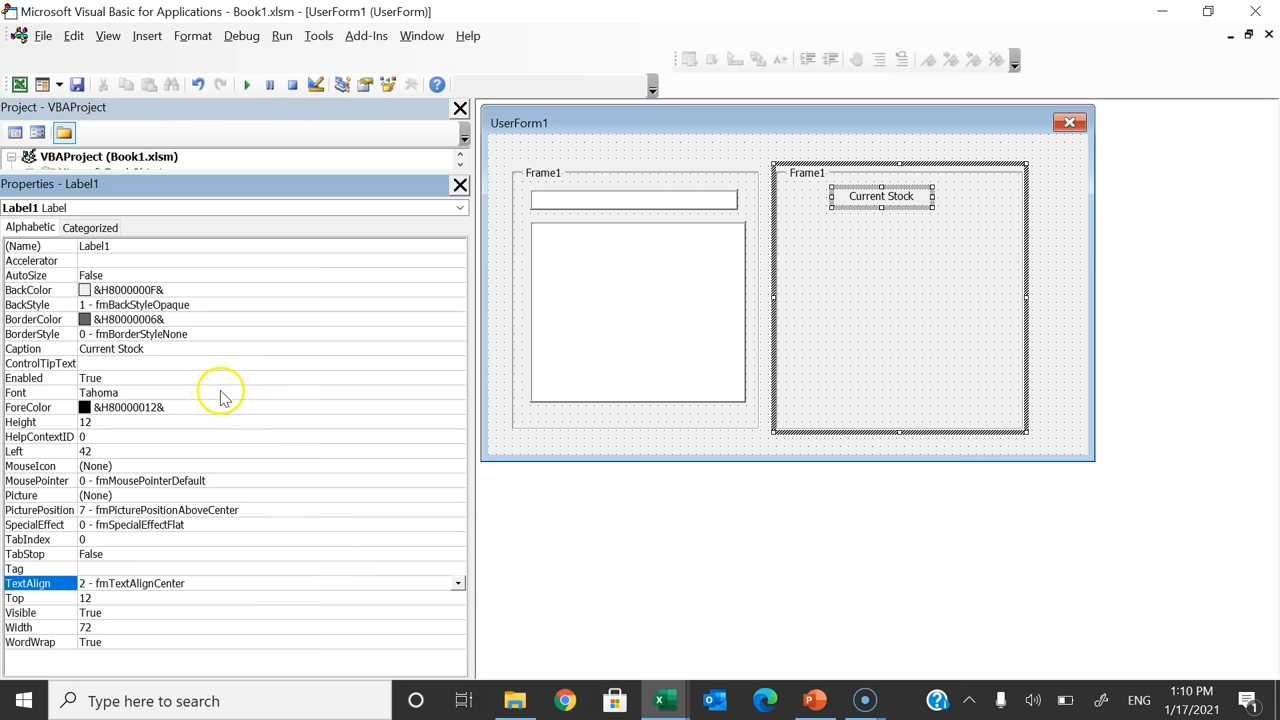 Microsoft Visual Basic for Applications - Book1.xlsm - [UserForm1 (UserForm)]
File Edit View Insert Format Debug Run Tools Add-Ins Window Help
Project - VBAProject
VBAProject (Book1.xlsm)
Properties - Label1
Label1 Label
Alphabetic Categorized
(Name) Label1
Accelerator
AutoSize False
BackColor &H8000000F&
BackStyle 1 - fmBackStyleOpaque
BorderColor &H80000006&
BorderStyle 0 - fmBorderStyleNone
Caption Current Stock
ControlTipText
Enabled True
Font Tahoma
ForeColor &H80000012&
Height 12
HelpContextID 0
Left 42
MouseIcon (None)
MousePointer 0 - fmMousePointerDefault
Picture (None)
PicturePosition 7 - fmPicturePositionAboveCenter
SpecialEffect 0 - fmSpecialEffectFlat
TabIndex 0
TabStop False
Tag
TextAlign 2 - fmTextAlignCenter
Top 12
Visible True
Width 72
WordWrap True
UserForm1
Frame1 Frame1
Current Stock
Type here to search
ENG
1:10 PM
1/17/2021
1